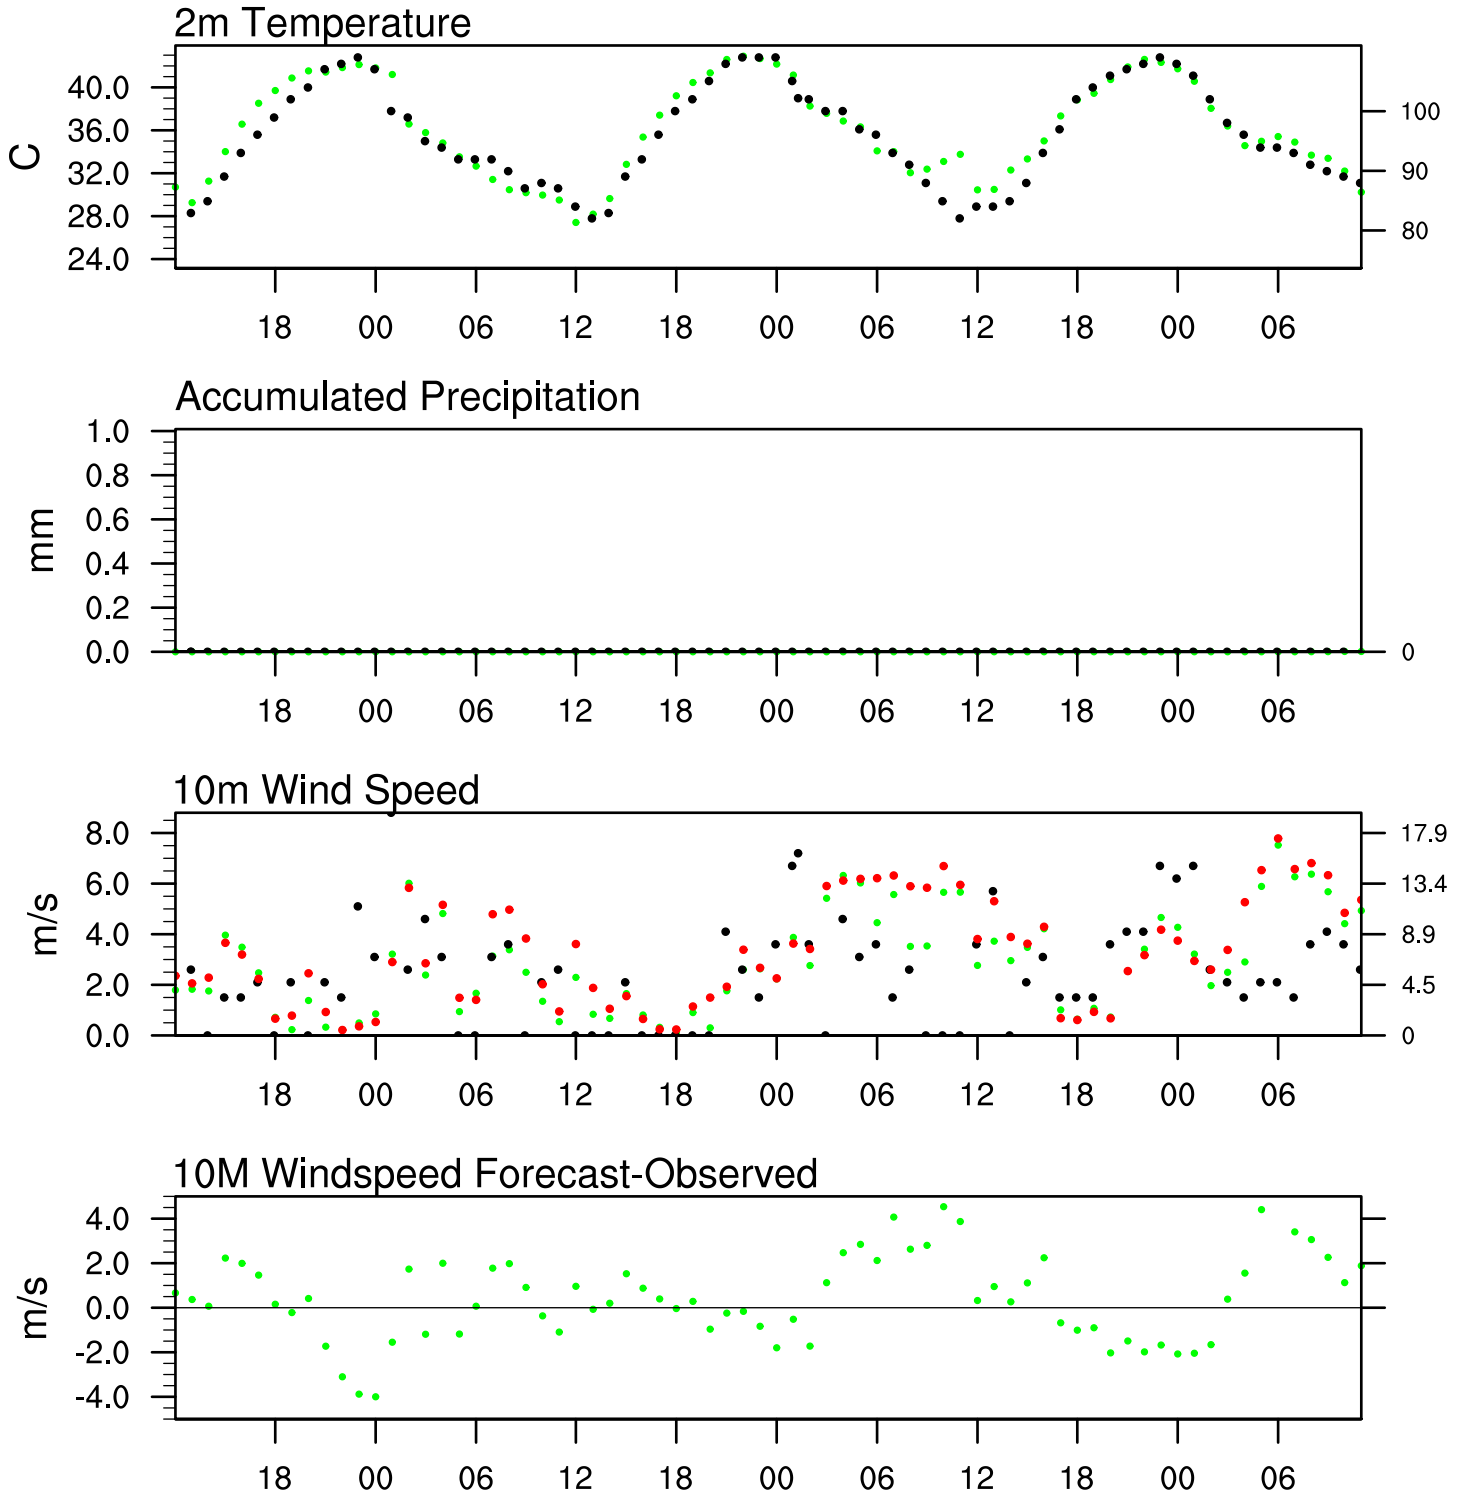 2m Temperature
C
40.0
36.0
32.0
28.0
24.0
100
90
80
18 00 06 12 18 00 06 12 18 00 06
Accumulated Precipitation
mm
1.0
0.8
0.6
0.4
0.2
0.0
0
18 00 06 12 18 00 06 12 18 00 06
10m Wind Speed
m/s
8.0
6.0
4.0
2.0
0.0
17.9
13.4
8.9
4.5
0
18 00 06 12 18 00 06 12 18 00 06
10M Windspeed Forecast-Observed
m/s
4.0
2.0
0.0
-2.0
-4.0
18 00 06 12 18 00 06 12 18 00 06